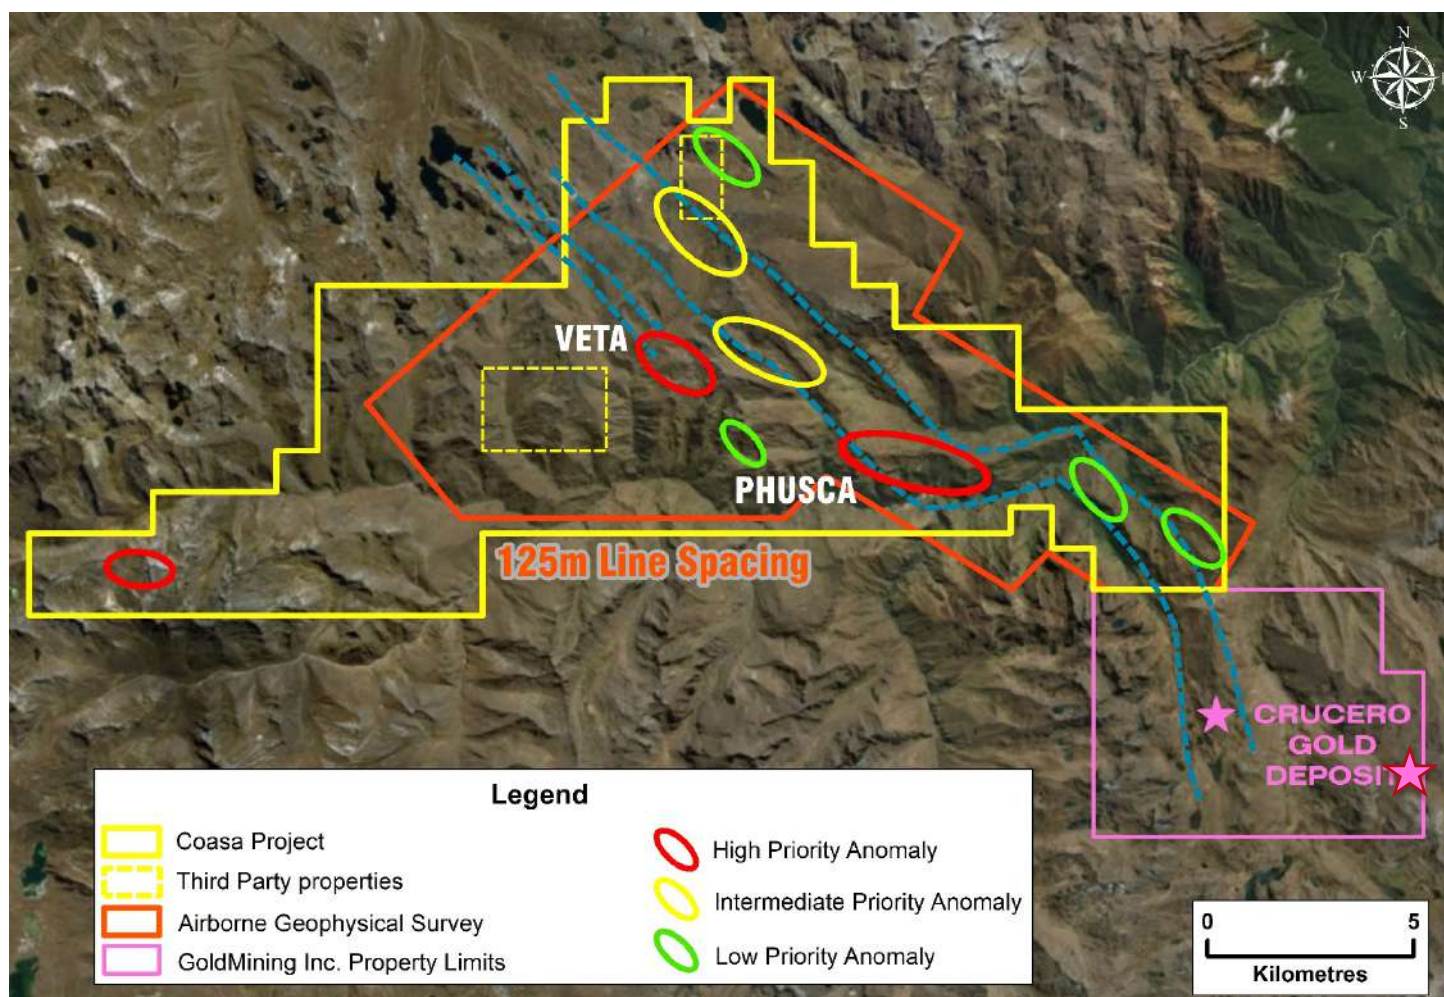 N
W
S
VETA
PHUSCA
125m Line Spacing
CRUCERO
GOLD
DEPOSIT
Legend
Coasa Project
Third Party properties
Airborne Geophysical Survey
GoldMining Inc. Property Limits
High Priority Anomaly
Intermediate Priority Anomaly
Low Priority Anomaly
0 5
Kilometres